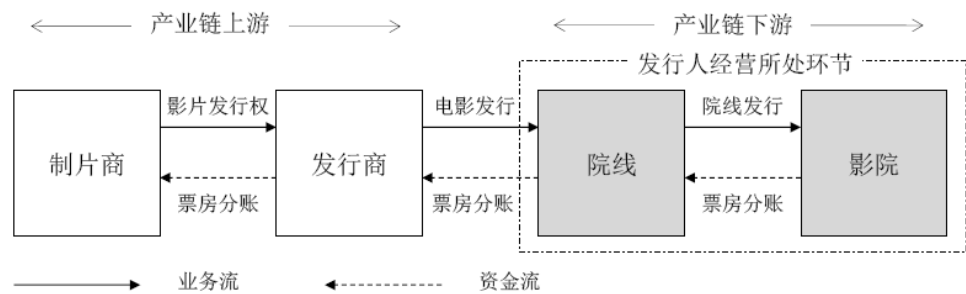 产业链上游
产业链下游
发行人经营所处环节
影片发行权
电影发行
院线发行
制片商
发行商
院线
影院
票房分账
票房分账
票房分账
业务流
资金流